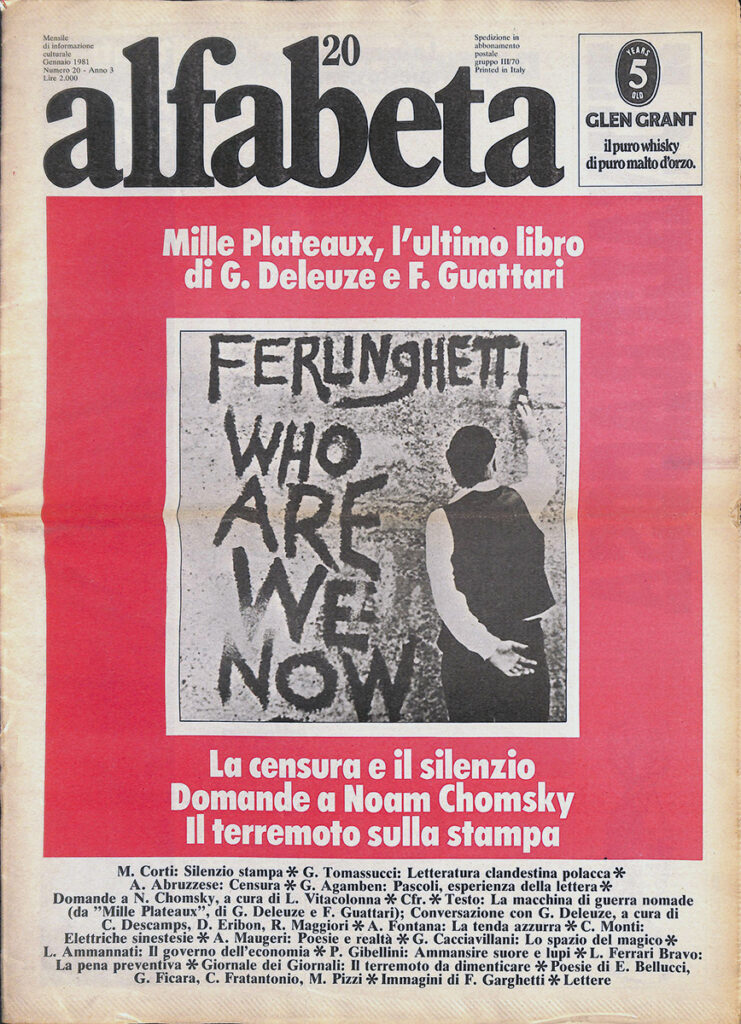 Mensile
di informazione
culturale
Gennaio 1981
Numero 20 - Anno 3
Lire 2.000
20
Spedizione in
abbonamento
postale
gruppo III/70
Printed in Italy
alfabeta
YEARS
5
OLD
GLEN GRANT
il puro whisky
di puro malto d'orzo.
Mille Plateaux, l'ultimo libro
di G. Deleuze e F. Guattari
FERLINGHETTI
WHO
ARE
WE
NOW
La censura e il silenzio
Domande a Noam Chomsky
Il terremoto sulla stampa
M. Corti: Silenzio stampa * G. Tomassucci: Letteratura clandestina polacca *
A. Abruzzese: Censura * G. Agamben: Pascoli, esperienza della lettera *
Domande a N. Chomsky, a cura di L. Vitacolonna * Cfr. * Testo: La macchina di guerra nomade
(da "Mille Plateaux", di G. Deleuze e F. Guattari); Conversazione con G. Deleuze, a cura di
C. Descamps, D. Eribon, R. Maggiori * A. Fontana: La tenda azzurra * C. Monti:
Elettriche sinestesie * A. Maugeri: Poesie e realtà * G. Cacciavillani: Lo spazio del magico *
L. Ammannati: Il governo dell'economia * P. Gibellini: Ammansire suore e lupi * L. Ferrari Bravo:
La pena preventiva * Giornale dei Giornali: Il terremoto da dimenticare * Poesie di E. Bellucci,
G. Ficara, C. Fratantonio, M. Pizzi * Immagini di F. Garghetti * Lettere